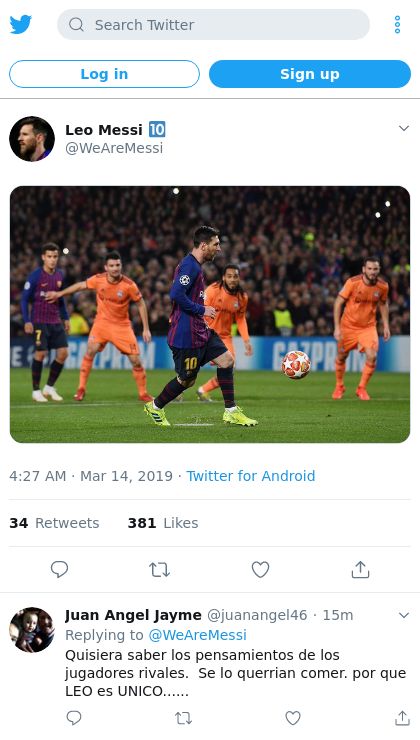 Search Twitter
Log in
Sign up
Leo Messi 🔟
@WeAreMessi
7
10
GAZPROM
4:27 AM · Mar 14, 2019 · Twitter for Android
34 Retweets 381 Likes
Juan Angel Jayme @juanangel46 · 15m
Replying to @WeAreMessi
Quisiera saber los pensamientos de los
jugadores rivales. Se lo querrian comer. por que
LEO es UNICO......